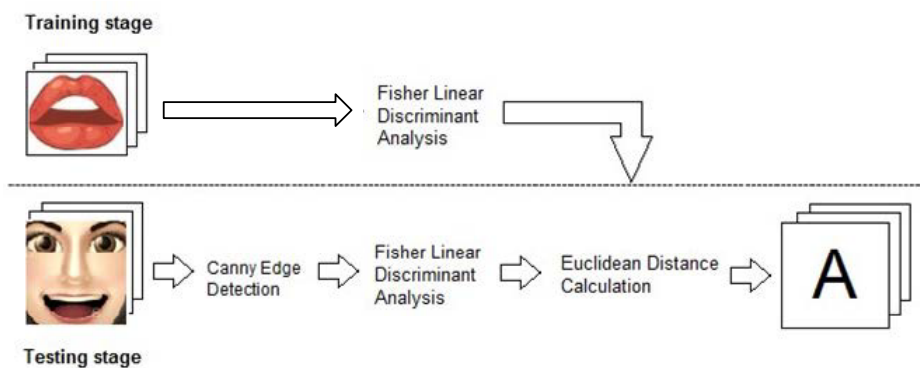 Training stage
Fisher Linear
Discriminant
Analysis
Canny Edge
Detection
Fisher Linear
Discriminant
Analysis
Euclidean Distance
Calculation
A
Testing stage